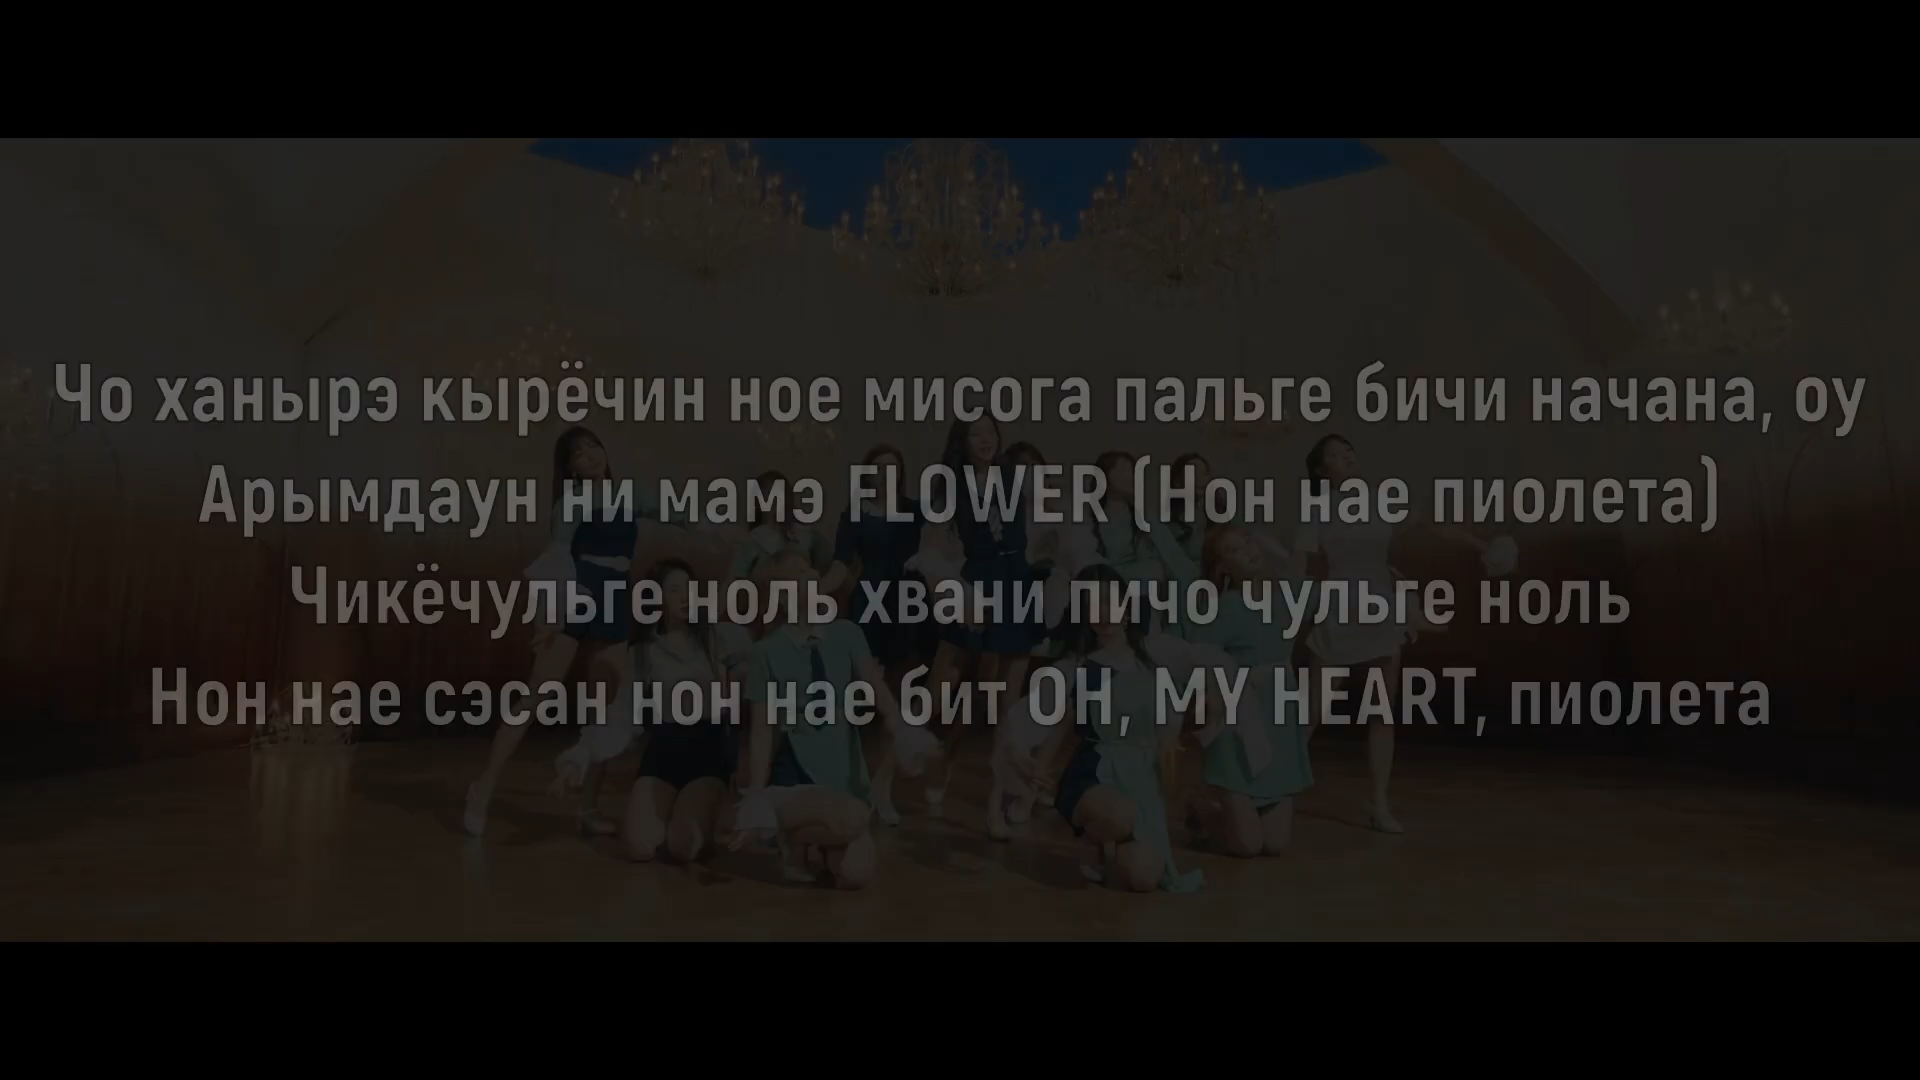 Чо ханырэ кырёчин ное мисога пальге бичи начана, оу
Арымдаун ни мамэ FLOWER (Нон нае пиолета)
Чикёчульге ноль хвани пичо чульге ноль
Нон нае сэсан нон нае бит OH, MY HEART, пиолета